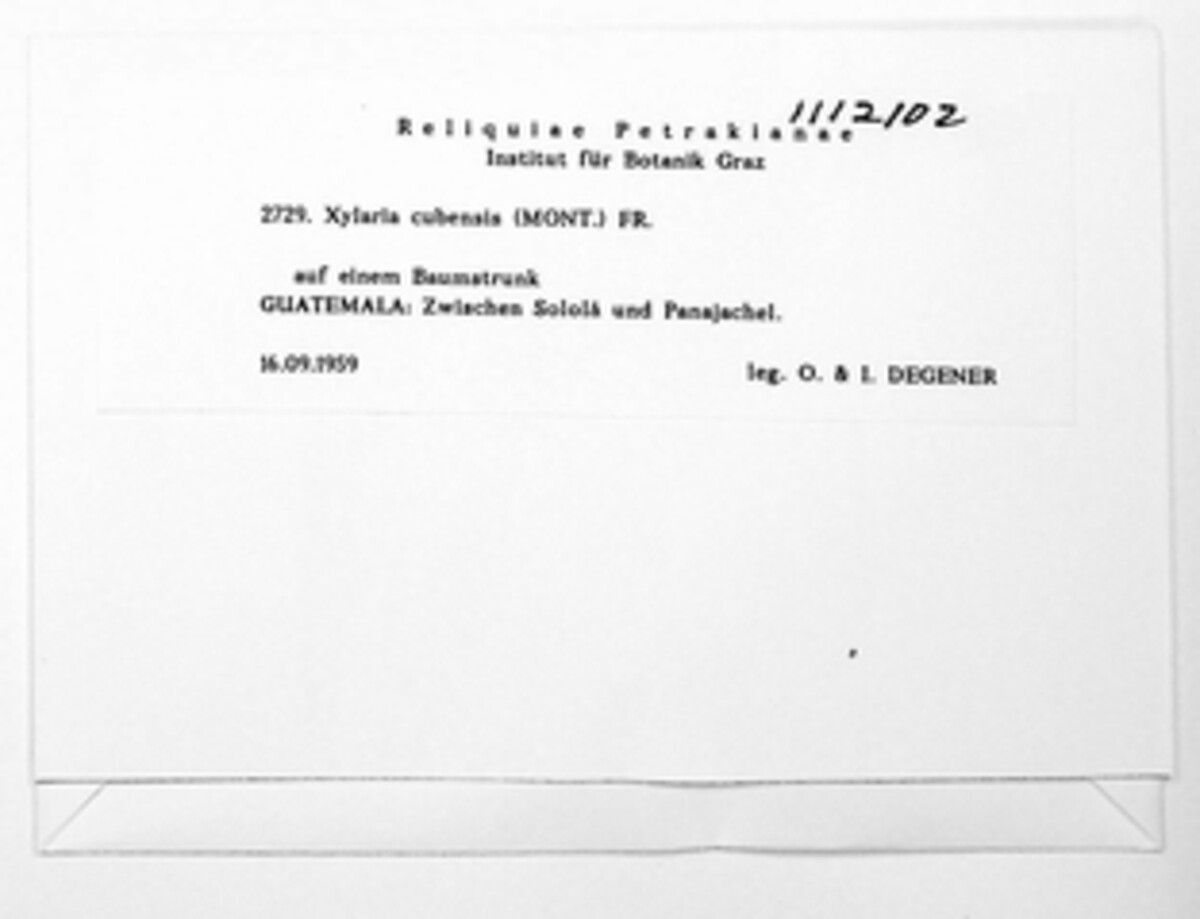 1112102
Reliquiae Petrakianae
Institut für Botanik Graz
2729. Xylaria cubensis (MONT.) FR.
auf einem Baumstrunk
GUATEMALA: Zwischen Sololà und Panajachel.
16.09.1959
leg. O. & I. DEGENER